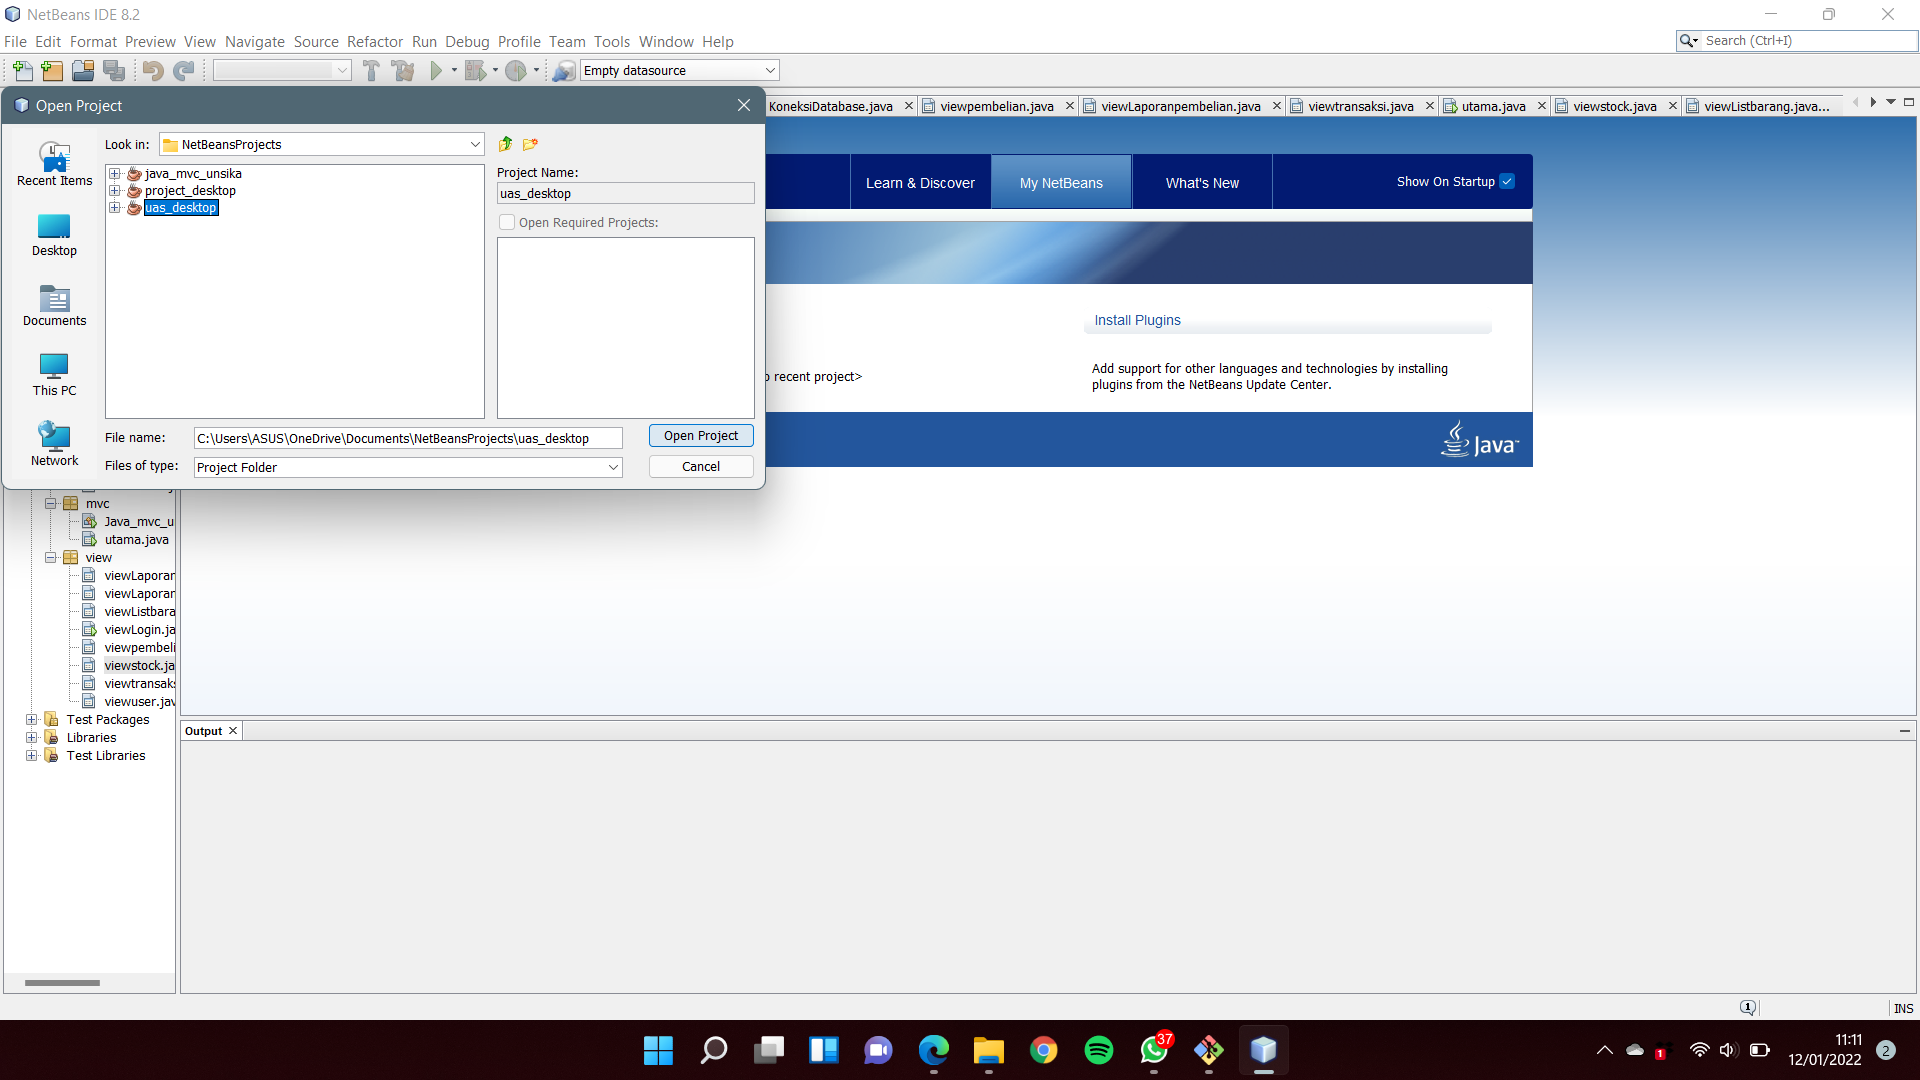 NetBeans IDE 8.2
File Edit Format Preview View Navigate Source Refactor Run Debug Profile Team Tools Window Help
Search (Ctrl+I)
Empty datasource
Open Project
KoneksiDatabase.java
viewpembelian.java
viewLaporanpembelian.java
viewtransaksi.java
utama.java
viewstock.java
viewListbarang.java...
Look in:
NetBeansProjects
Recent Items
Desktop
Documents
This PC
Network
java_mvc_unsika
project_desktop
uas_desktop
Project Name:
uas_desktop
Open Required Projects:
File name:
C:\Users\ASUS\OneDrive\Documents\NetBeansProjects\uas_desktop
Open Project
Files of type:
Project Folder
Cancel
Learn & Discover
My NetBeans
What's New
Show On Startup
Install Plugins
recent project>
Add support for other languages and technologies by installing
plugins from the NetBeans Update Center.
Java
mvc
Java_mvc_u
utama.java
view
viewLaporan
viewLaporan
viewListbara
viewLogin.ja
viewpembeli
viewstock.ja
viewtransaks
viewuser.jav
Test Packages
Libraries
Test Libraries
Output
1
INS
37
1
11:11
12/01/2022
2